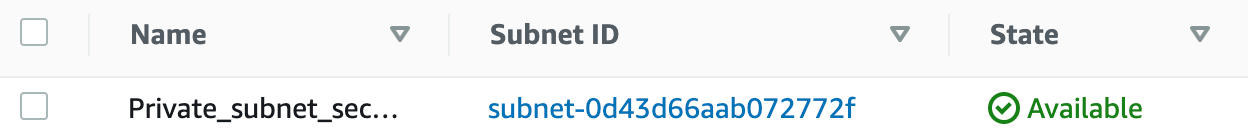 Name Subnet ID State
Private_subnet_sec... subnet-0d43d66aab072772f Available